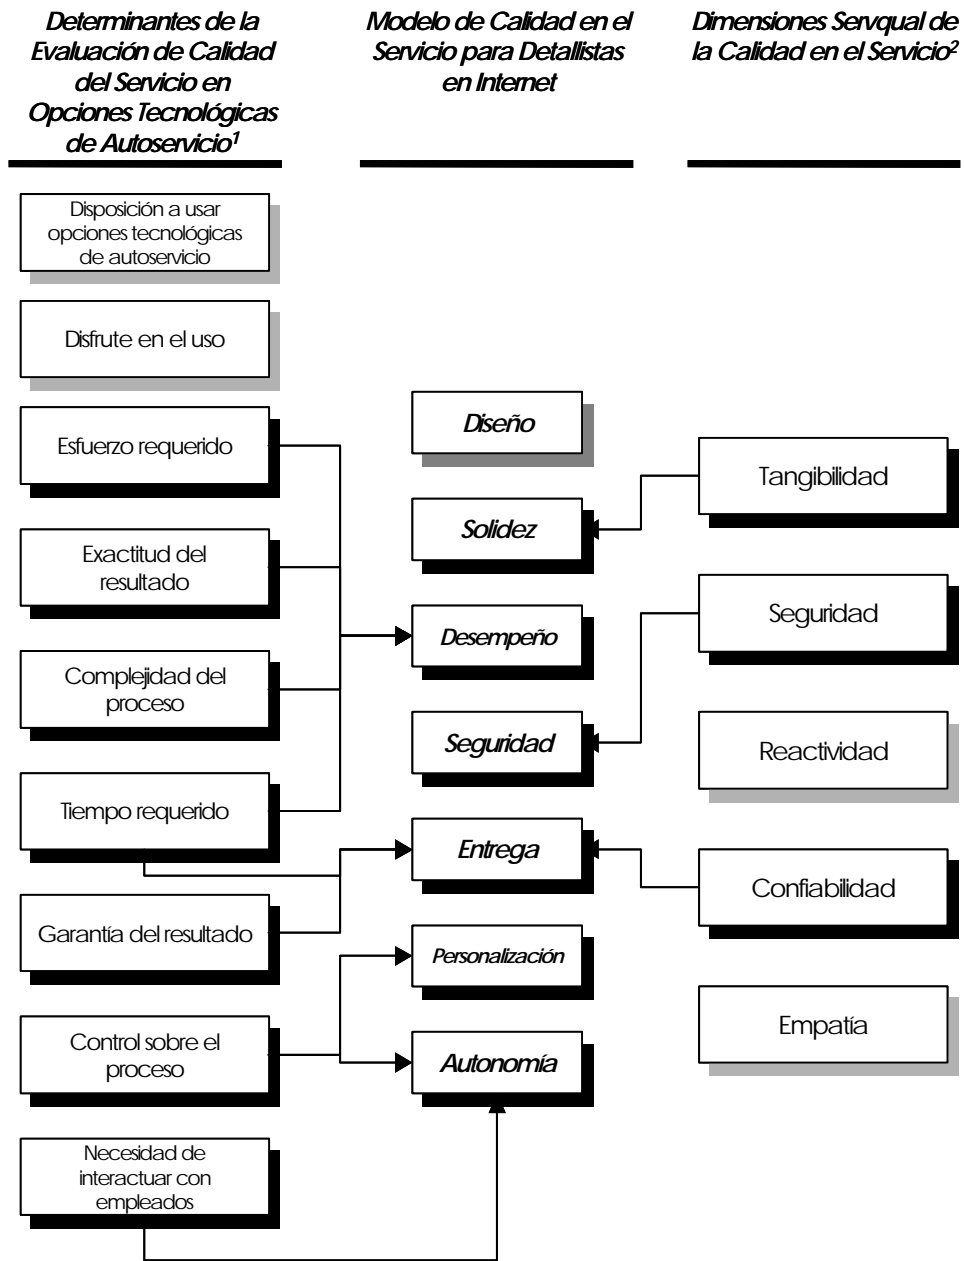 Determinantes de la
Evaluación de Calidad
del Servicio en
Opciones Tecnológicas
de Autoservicio¹
Modelo de Calidad en el
Servicio para Detallistas
en Internet
Dimensiones Servqual de
la Calidad en el Servicio²
Disposición a usar
opciones tecnológicas
de autoservicio
Disfrute en el uso
Esfuerzo requerido
Exactitud del
resultado
Complejidad del
proceso
Tiempo requerido
Garantía del resultado
Control sobre el
proceso
Necesidad de
interactuar con
empleados
Diseño
Solidez
Desempeño
Seguridad
Entrega
Personalización
Autonomía
Tangibilidad
Seguridad
Reactividad
Confiabilidad
Empatía